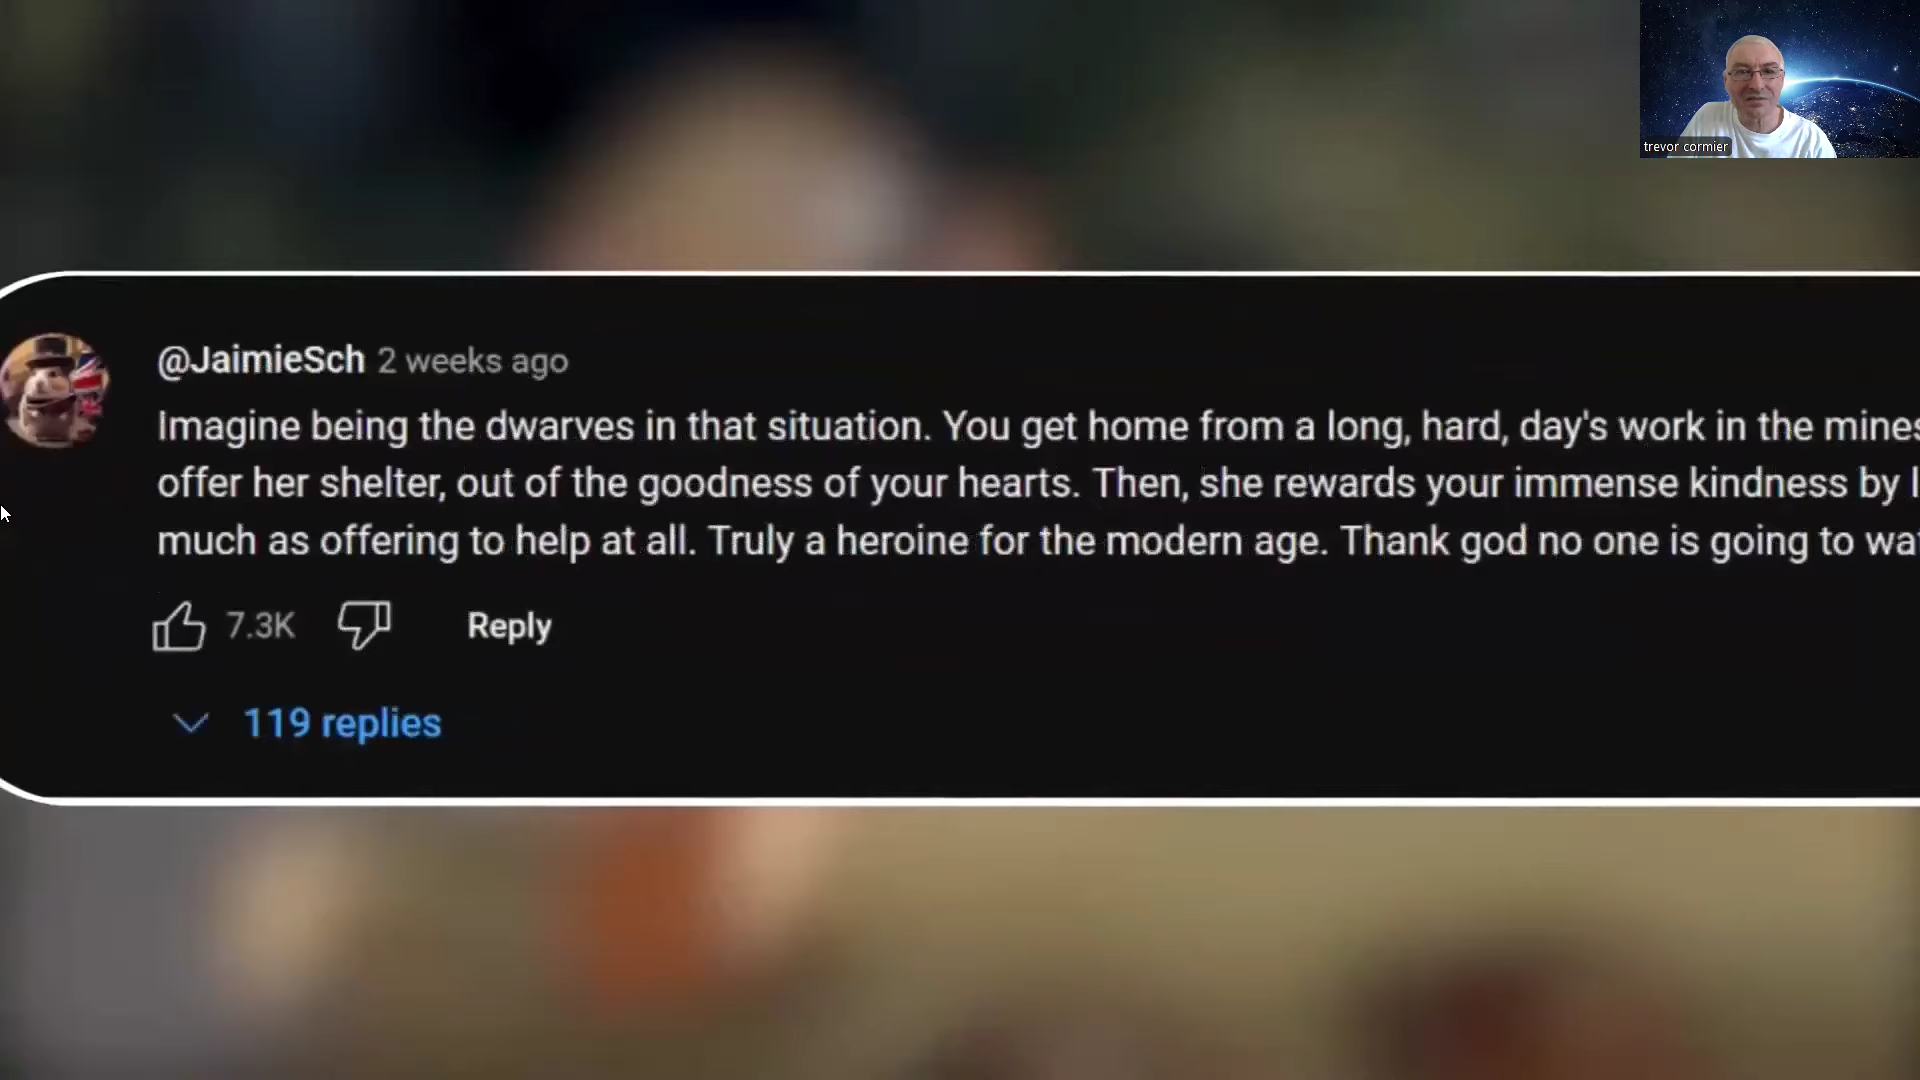 trevor cormier
@JaimieSch 2 weeks ago
Imagine being the dwarves in that situation. You get home from a long, hard, day's work in the mines
offer her shelter, out of the goodness of your hearts. Then, she rewards your immense kindness by
much as offering to help at all. Truly a heroine for the modern age. Thank god no one is going to
7.3K Reply
119 replies